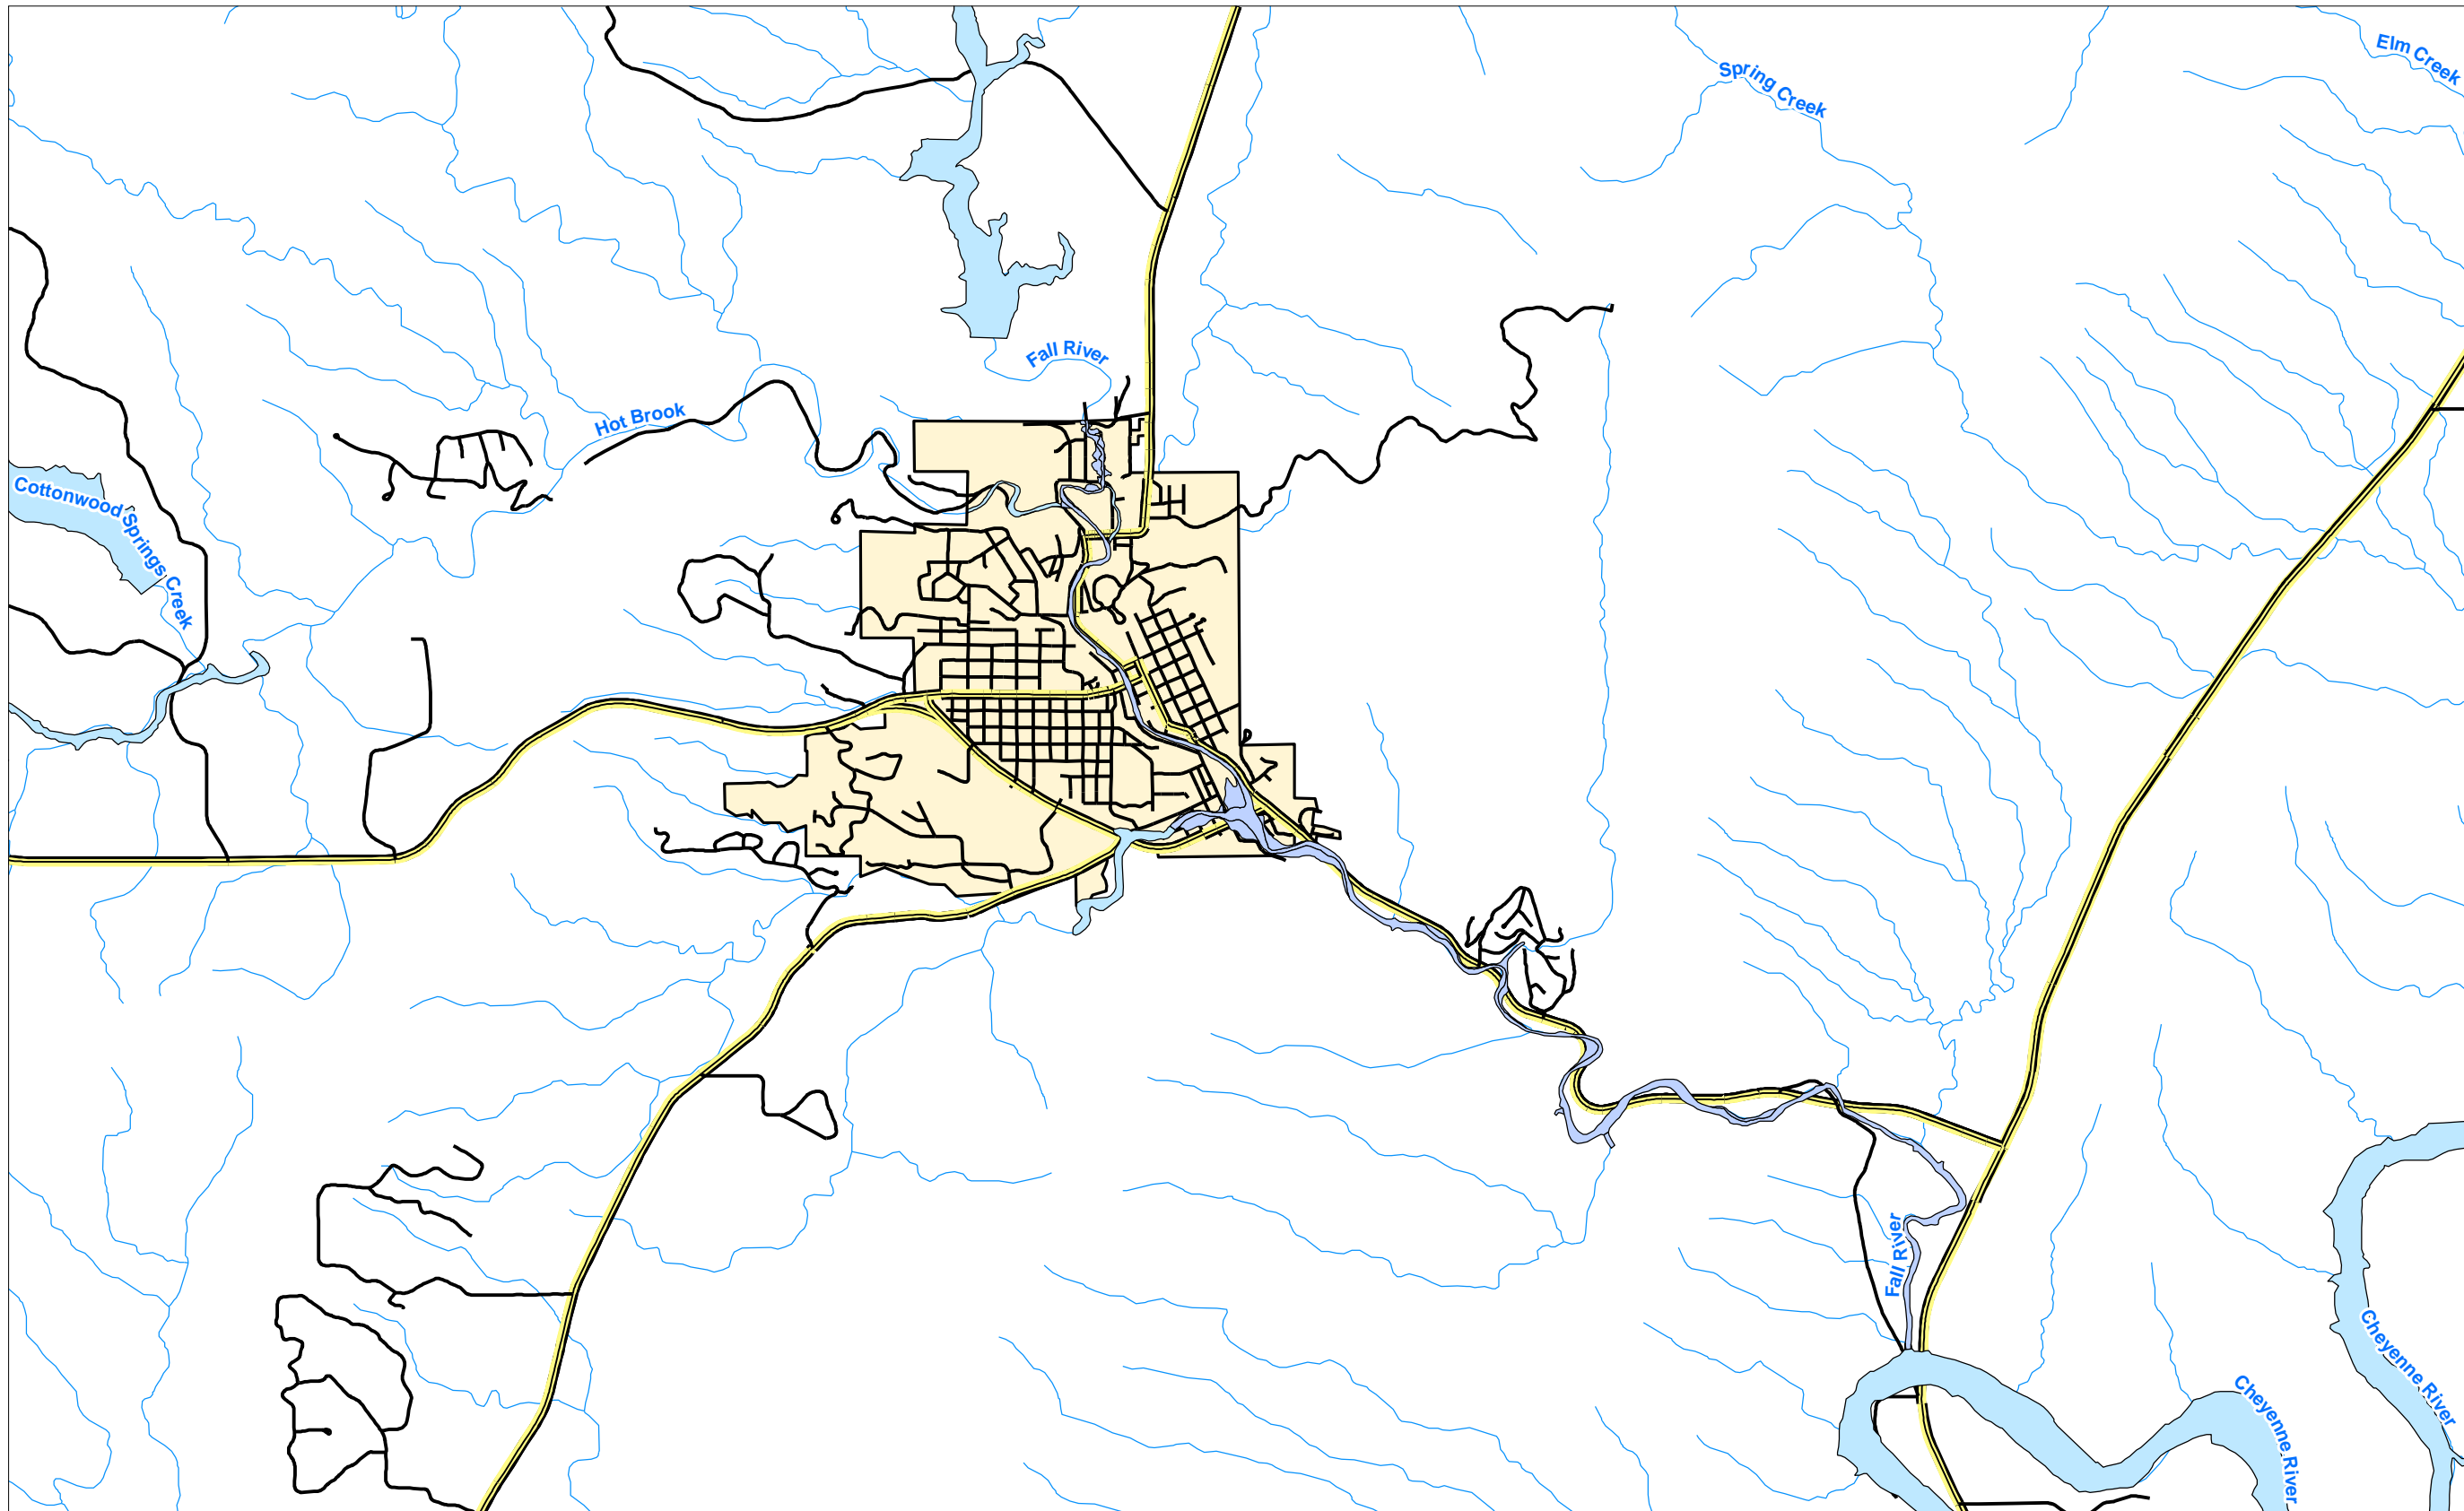 Elm Creek
Spring Creek
Fall River
Hot Brook
Cottonwood Springs Creek
Fall River
Cheyenne River
Cheyenne River